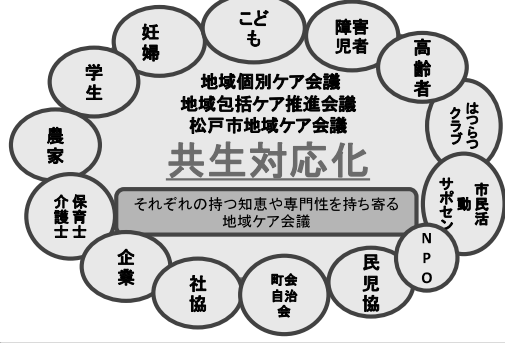 こど
も
障害
児者
高
齢
者
はつらつ
クラブ
市民活
動
サポセン
N
P
O
民
児
協
町会
自治
会
社
協
企
業
保育士
介護士
農
家
学
生
妊
婦
地域個別ケア会議
地域包括ケア推進会議
松戸市地域ケア会議
共生対応化
それぞれの持つ知恵や専門性を持ち寄る
地域ケア会議